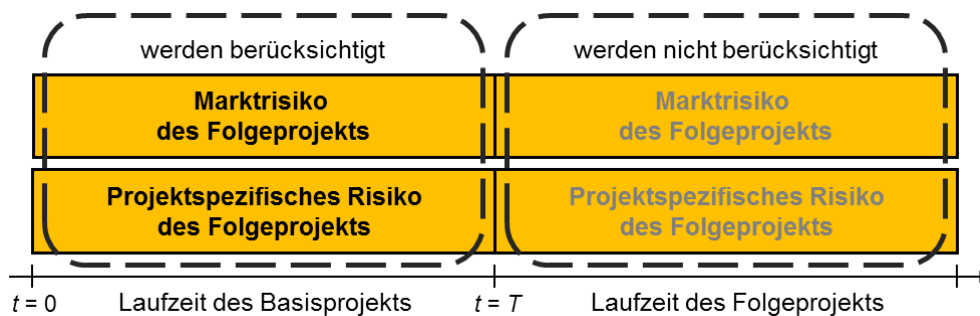 werden berücksichtigt
werden nicht berücksichtigt
Marktrisiko
des Folgeprojekts
Marktrisiko
des Folgeprojekts
Projektspezifisches Risiko
des Folgeprojekts
Projektspezifisches Risiko
des Folgeprojekts
t = 0
Laufzeit des Basisprojekts
t = T
Laufzeit des Folgeprojekts